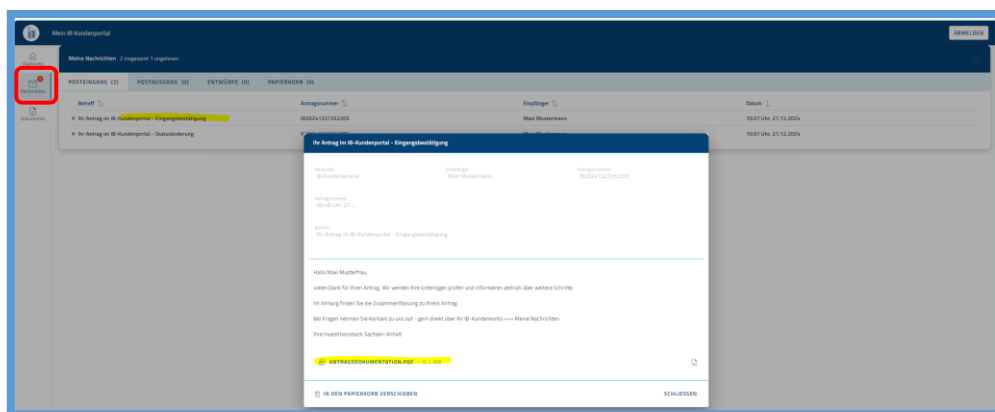 Mein IB Kundenportal
ABMELDEN
Startseite
Meine Nachrichten 2 insgesamt 1 ungelesen
Nachrichten
POSTEINGANG (2) POSTAUSGANG (0) ENTWÜRFE (0) PAPIERKORB (0)
Dokumente
Betreff Antragsnummer Empfänger Datum
Ihr Antrag im IB-Kundenportal - Eingangsbestätigung Maxi Mustermann 10:07 Uhr, 27.12.2024
Ihr Antrag im IB-Kundenportal - Statusänderung 10:07 Uhr, 27.12.2024
Ihr Antrag im IB-Kundenportal - Eingangsbestätigung
Absender Empfänger Antragsnummer
IB Kundenservice Maxi Mustermann
09:48 Uhr, 27....
Betreff
Ihr Antrag im IB-Kundenportal - Eingangsbestätigung
Hallo Maxi Musterfrau,
vielen Dank für Ihren Antrag. Wir werden Ihre Unterlagen prüfen und informieren zeitnah über weitere Schritte.
Im Anhang finden Sie die Zusammenfassung zu Ihrem Antrag.
Bei Fragen nehmen Sie Kontakt zu uns auf - gern direkt über Ihr IB-Kundenkonto >>> Meine Nachrichten
Ihre Investitionsbank Sachsen-Anhalt
ANTRAGSDOKUMENTATION.PDF
IN DEN PAPIERKORB VERSCHIEBEN SCHLIESSEN